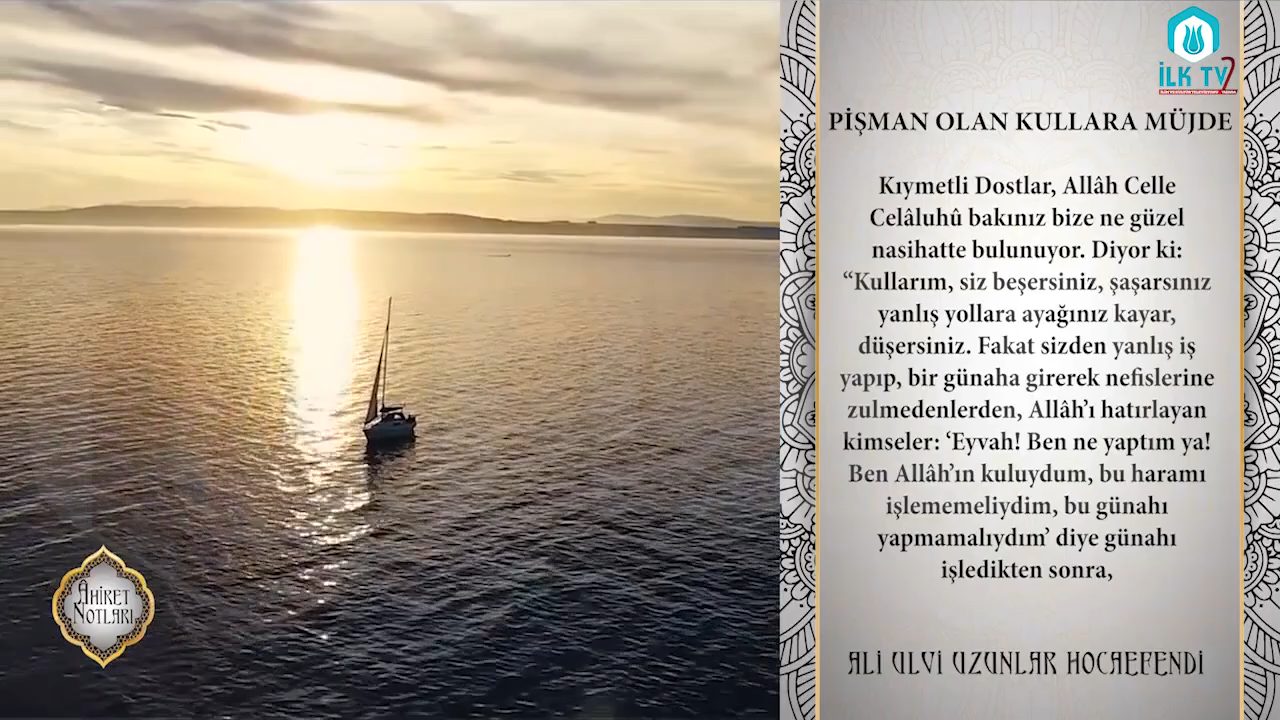 İLK TV 2
PİŞMAN OLAN KULLARA MÜJDE
Kıymetli Dostlar, Allâh Celle
Celâluhû bakınız bize ne güzel
nasihatte bulunuyor. Diyor ki:
“Kullarım, siz beşersiniz, şaşarsınız
yanlış yollara ayağınız kayar,
düşersiniz. Fakat sizden yanlış iş
yapıp, bir günaha girerek nefislerine
zulmedenlerden, Allâh’ı hatırlayan
kimseler: ‘Eyvah! Ben ne yaptım ya!
Ben Allâh’ın kuluydum, bu haramı
işlememeliydim, bu günahı
yapmamalıydım’ diye günahı
işledikten sonra,
ALİ ULVİ UZUNLAR HOCAEFENDİ
ÂHİRET
NOTLARI